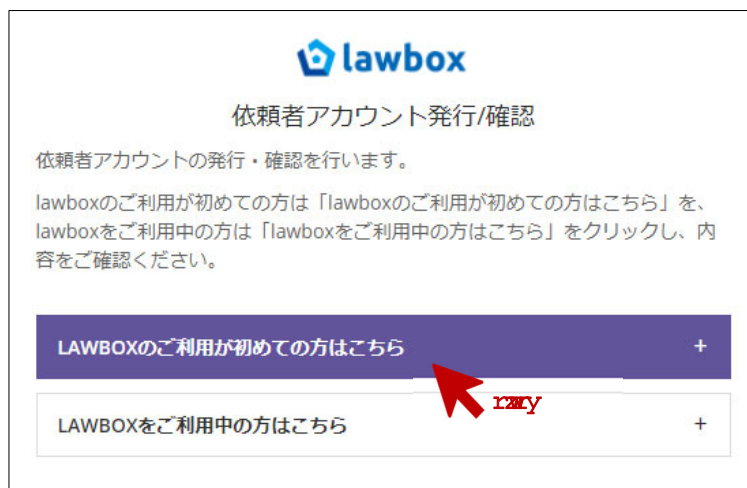 lawbox
依頼者アカウント発行/確認
依頼者アカウントの発行・確認を行います。
lawboxのご利用が初めての方は「lawboxのご利用が初めての方はこちら」を、
lawboxをご利用中の方は「lawboxをご利用中の方はこちら」をクリックし、内
容をご確認ください。
LAWBOXのご利用が初めての方はこちら +
LAWBOXをご利用中の方はこちら +